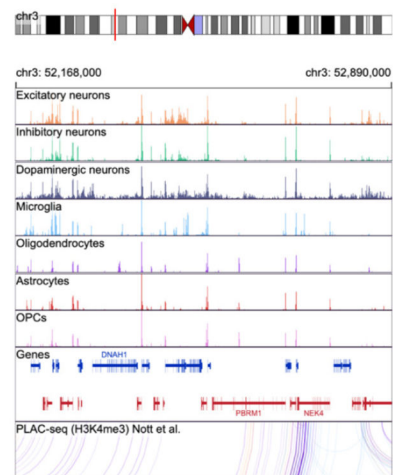 chr3
chr3: 52,168,000 chr3: 52,890,000
Excitatory neurons
Inhibitory neurons
Dopaminergic neurons
Microglia
Oligodendrocytes
Astrocytes
OPCs
Genes
DNAH1
PBRM1 NEK4
PLAC-seq (H3K4me3) Nott et al.